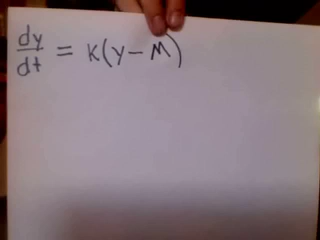 dy/dt = K(y-M)